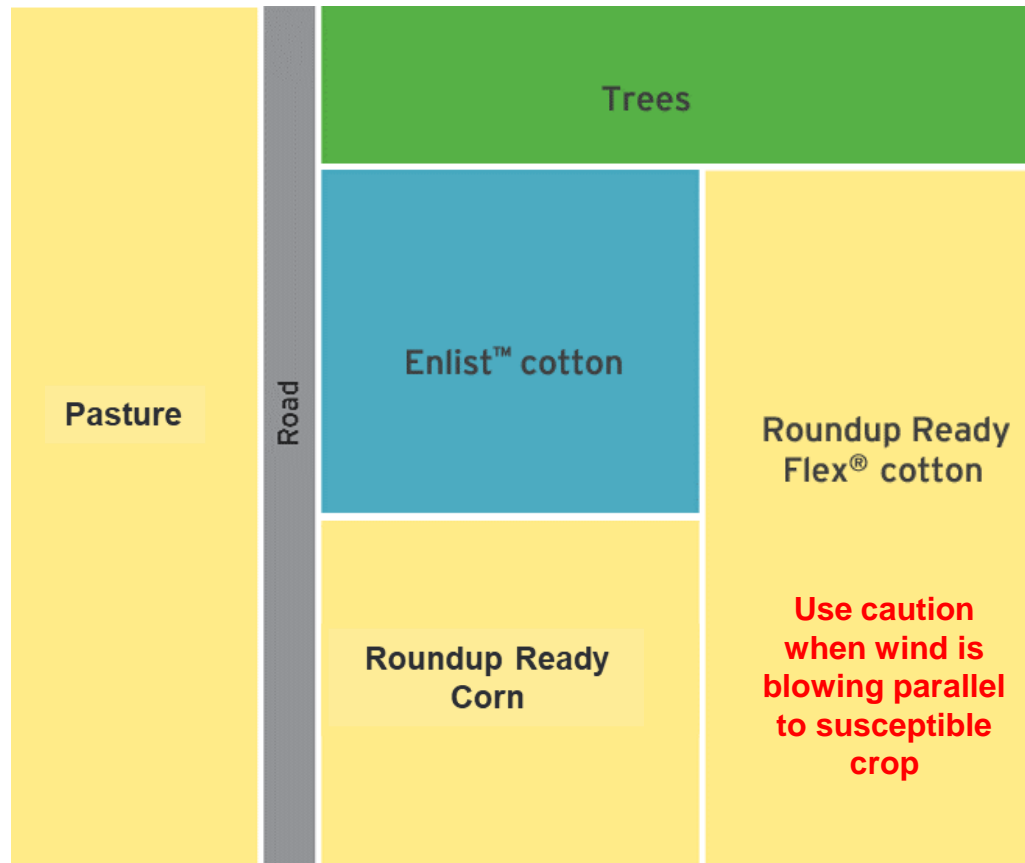 Trees
Enlist™ cotton
Pasture
Road
Roundup Ready
Flex® cotton
Use caution
when wind is
blowing parallel
to susceptible
crop
Roundup Ready
Corn